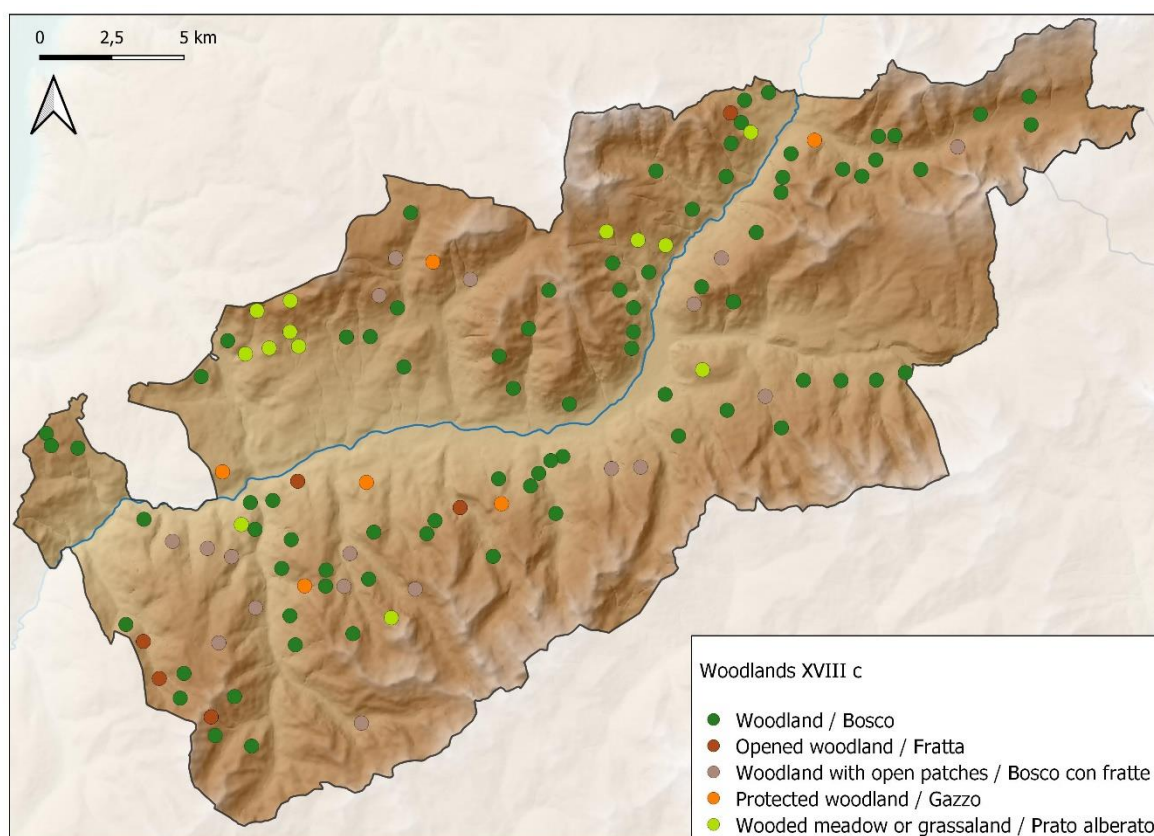 0 2,5 5 km
Woodlands XVIII c
Woodland / Bosco
Opened woodland / Fratta
Woodland with open patches / Bosco con fratte
Protected woodland / Gazzo
Wooded meadow or grassaland / Prato alberato